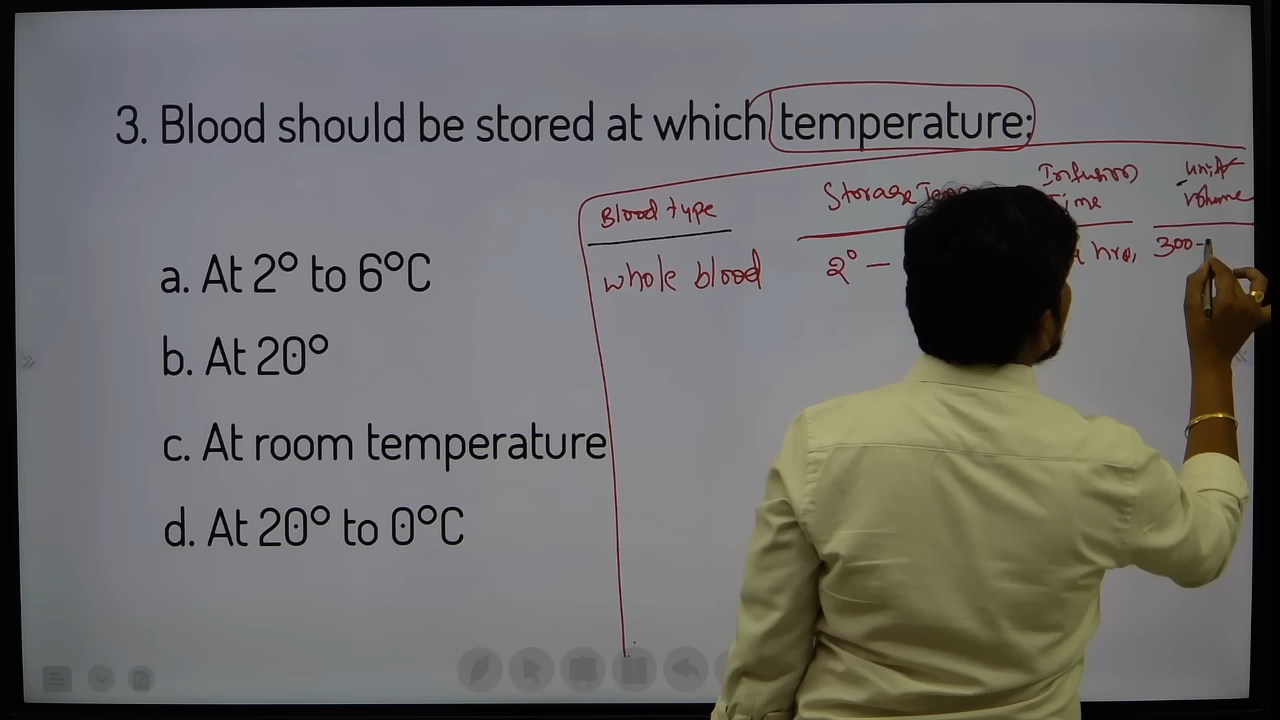 3. Blood should be stored at which temperature:
a. At 2° to 6°C
b. At 20°
c. At room temperature
d. At 20° to 0°C
Blood type Storage Infusion Time unit volume
whole blood 2° - hrs, 300-